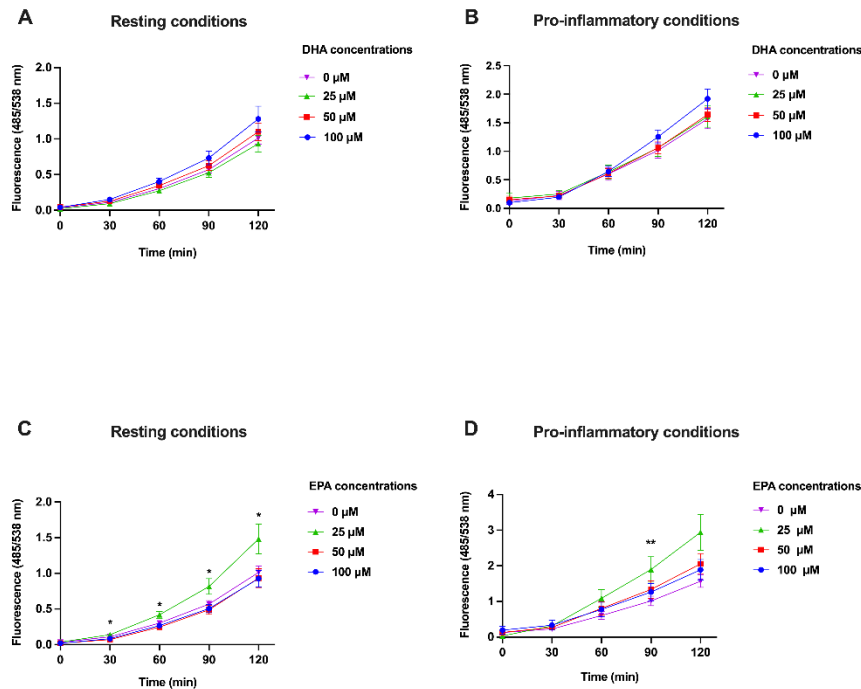 A
Resting conditions
DHA concentrations
0 µM
25 µM
50 µM
100 µM
Fluorescence (485/538 nm)
2.0
1.5
1.0
0.5
0.0
0 30 60 90 120
Time (min)
B
Pro-inflammatory conditions
DHA concentrations
0 µM
25 µM
50 µM
100 µM
Fluorescence (485/538 nm)
2.5
2.0
1.5
1.0
0.5
0.0
0 30 60 90 120
Time (min)
C
Resting conditions
EPA concentrations
0 µM
25 µM
50 µM
100 µM
Fluorescence (485/538 nm)
2.0
1.5
1.0
0.5
0.0
* * * *
0 30 60 90 120
Time (min)
D
Pro-inflammatory conditions
EPA concentrations
0 µM
25 µM
50 µM
100 µM
Fluorescence (485/538 nm)
4
3
2
1
0
**
0 30 60 90 120
Time (min)